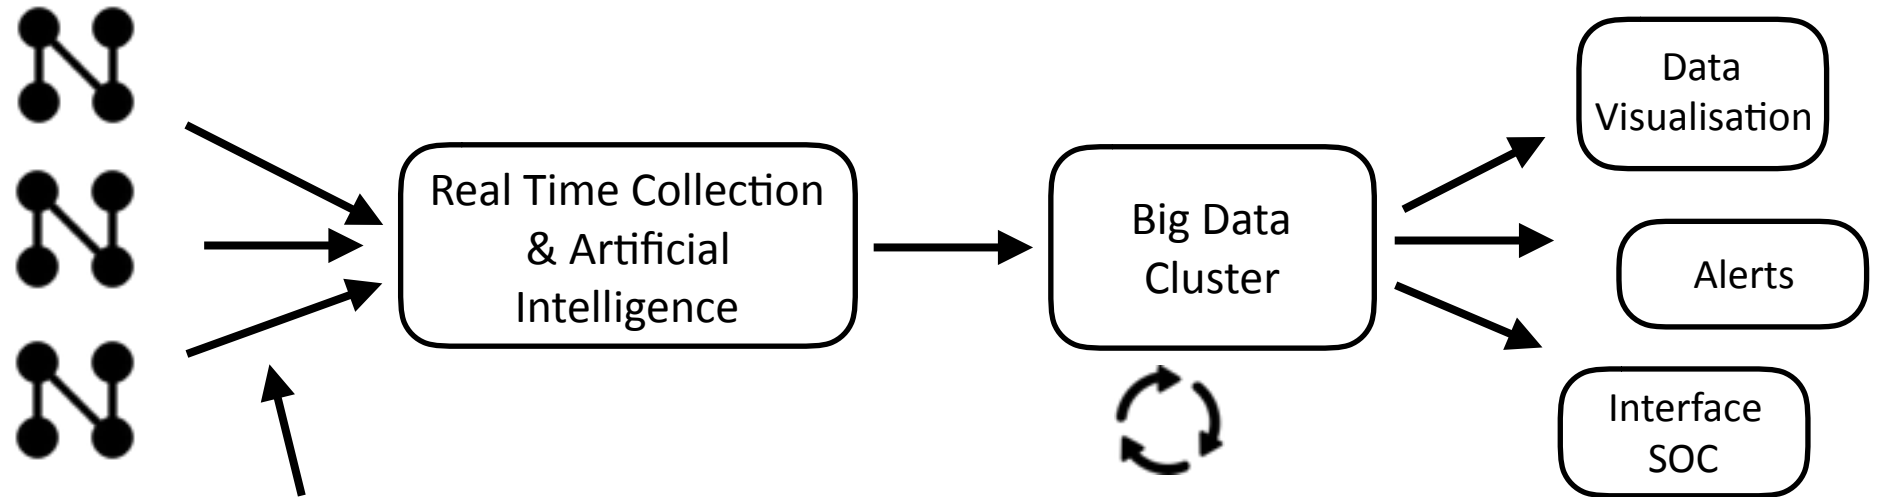 Real Time Collection
& Artificial
Intelligence
Big Data
Cluster
Data
Visualisation
Alerts
Interface
SOC